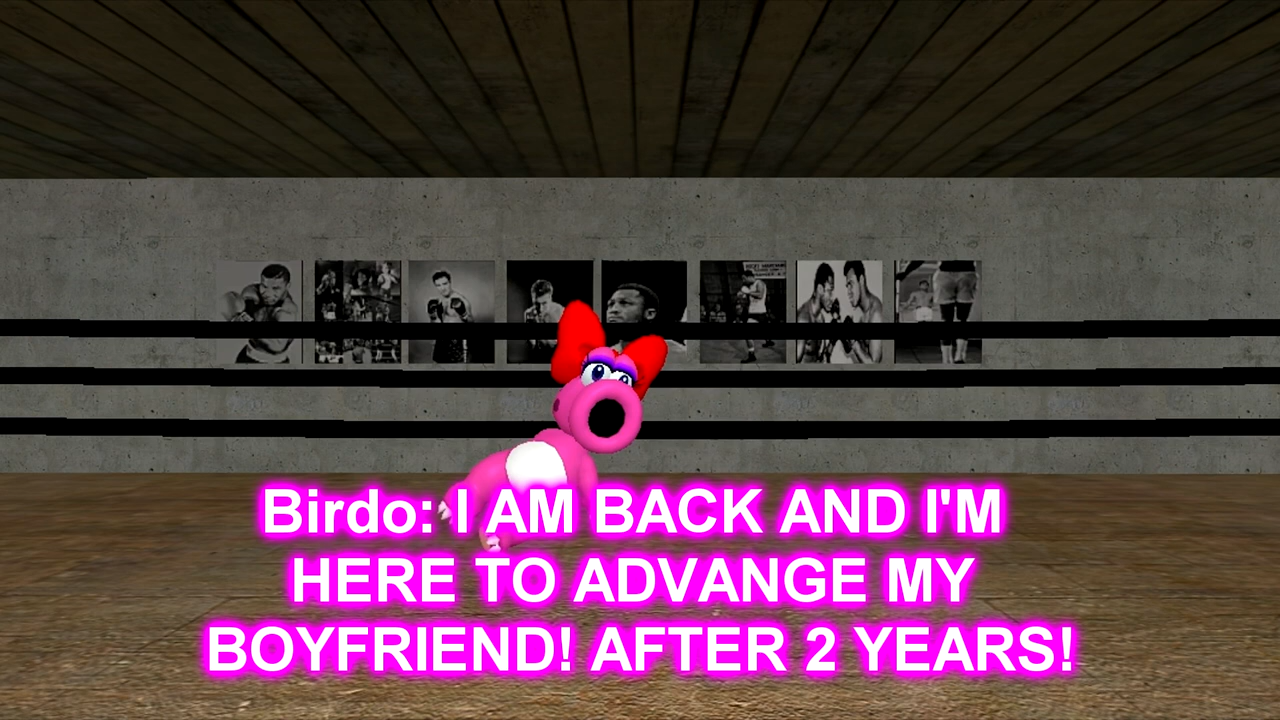 Birdo: I AM BACK AND I'M
HERE TO ADVANGE MY
BOYFRIEND! AFTER 2 YEARS!